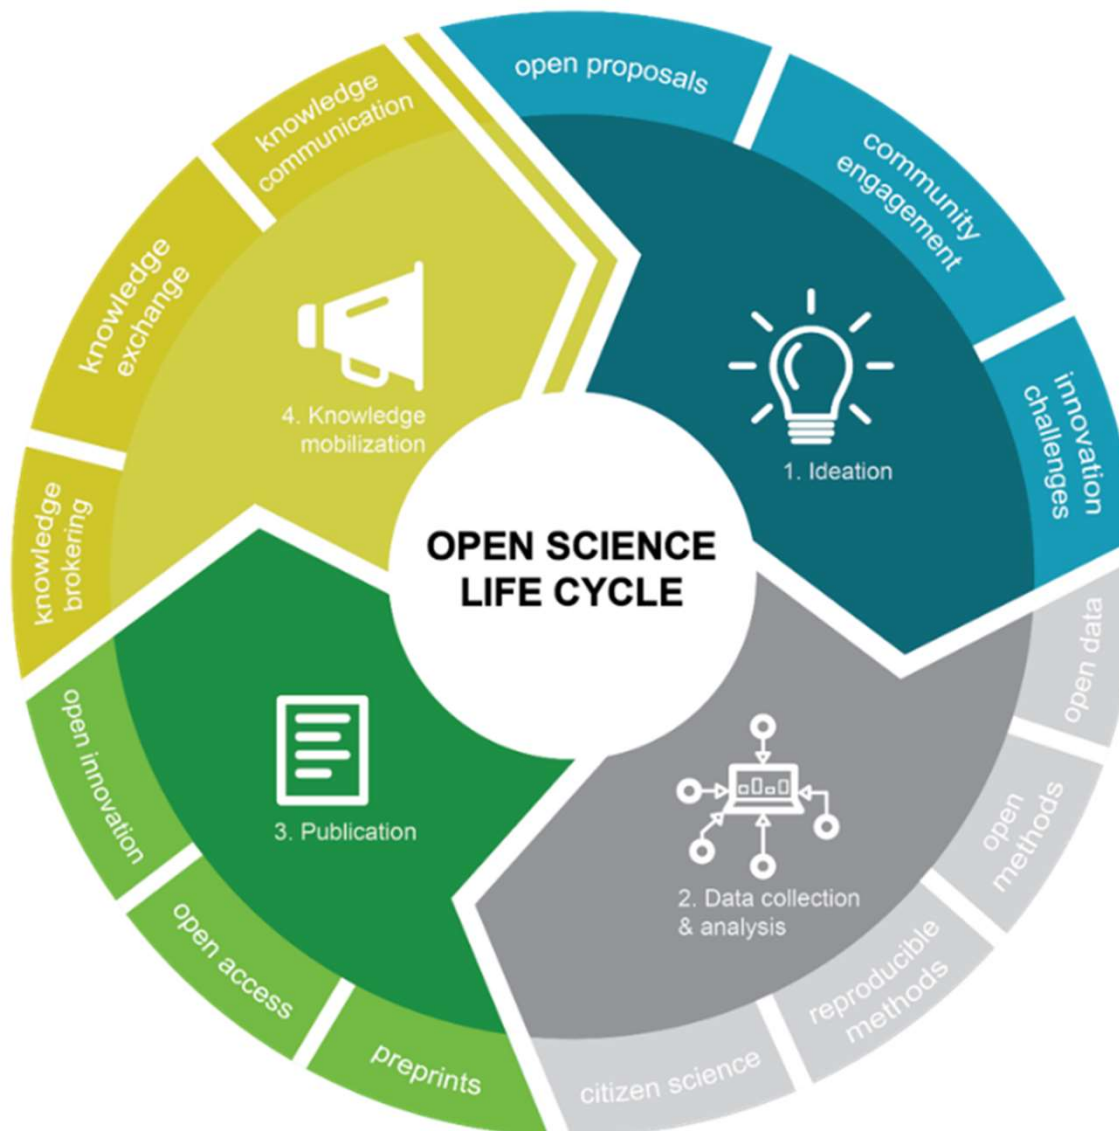 OPEN SCIENCE
LIFE CYCLE
1. Ideation
open proposals
community
engagement
innovation
challenges
2. Data collection
& analysis
open data
open
methods
reproducible
methods
citizen science
3. Publication
preprints
open access
open innovation
4. Knowledge
mobilization
knowledge
brokering
knowledge
exchange
knowledge
communication